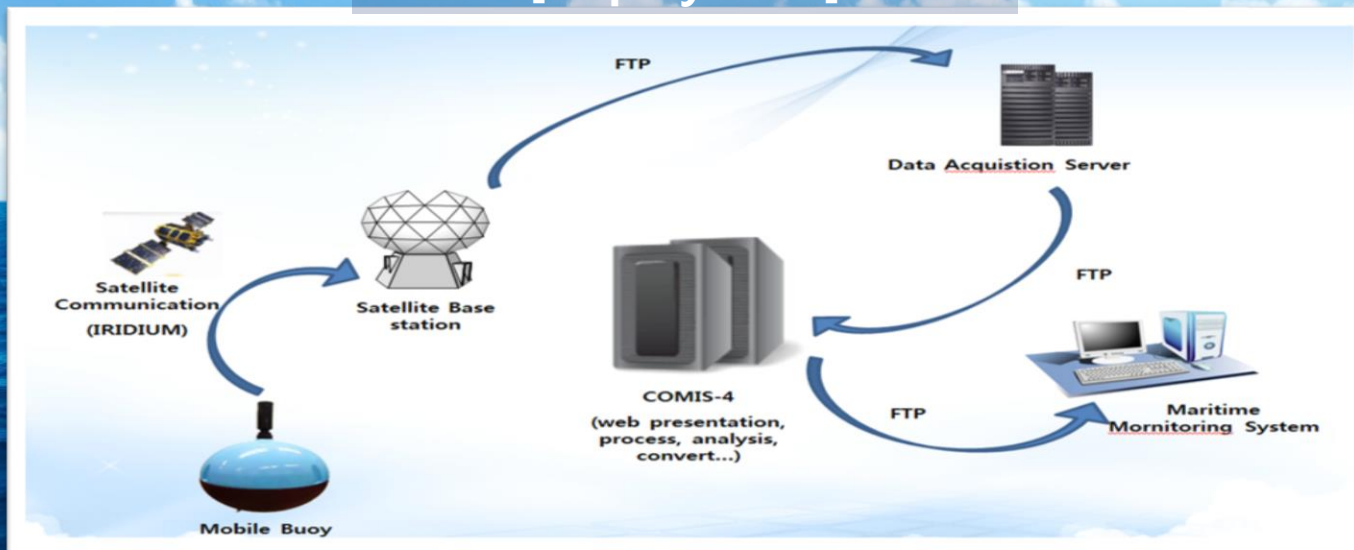 FTP
Data Acquistion Server
Satellite
Communication
(IRIDIUM)
Satellite Base
station
FTP
COMIS-4
(web presentation,
process, analysis,
convert...)
FTP
Maritime
Mornitoring System
Mobile Buoy